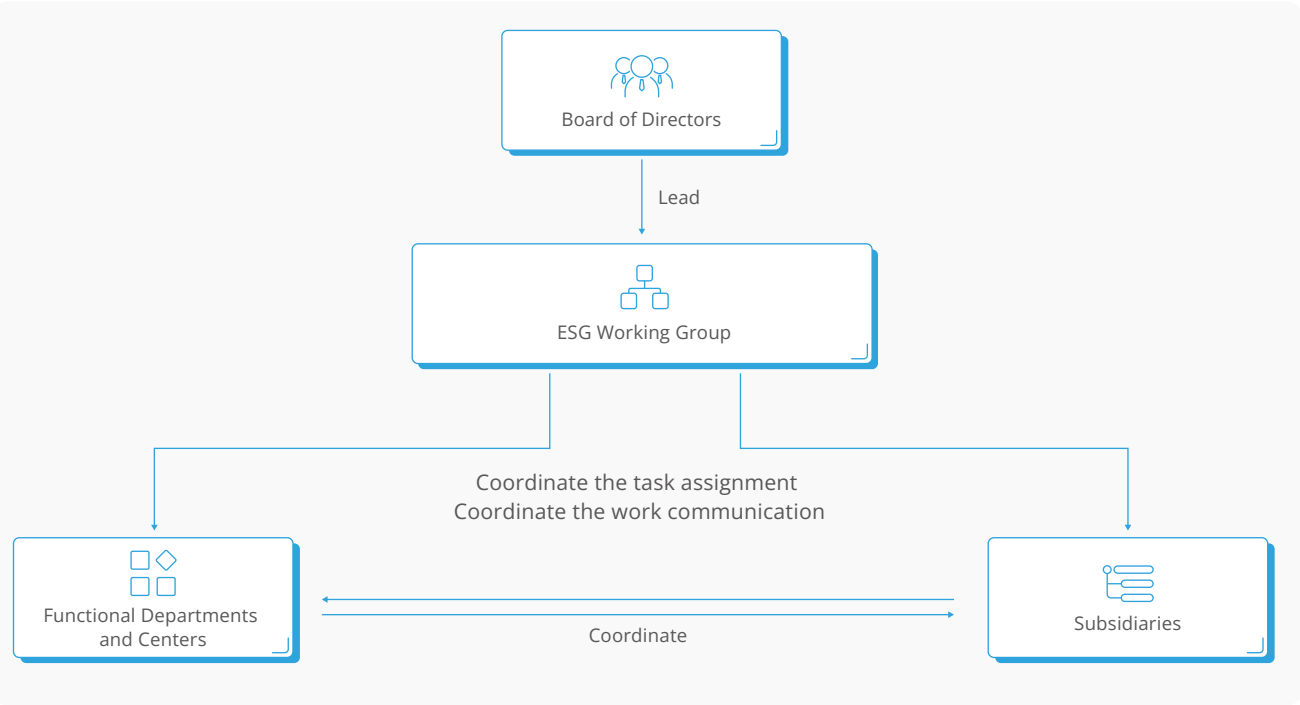 Board of Directors
Lead
ESG Working Group
Coordinate the task assignment
Coordinate the work communication
Functional Departments
and Centers
Coordinate
Subsidiaries